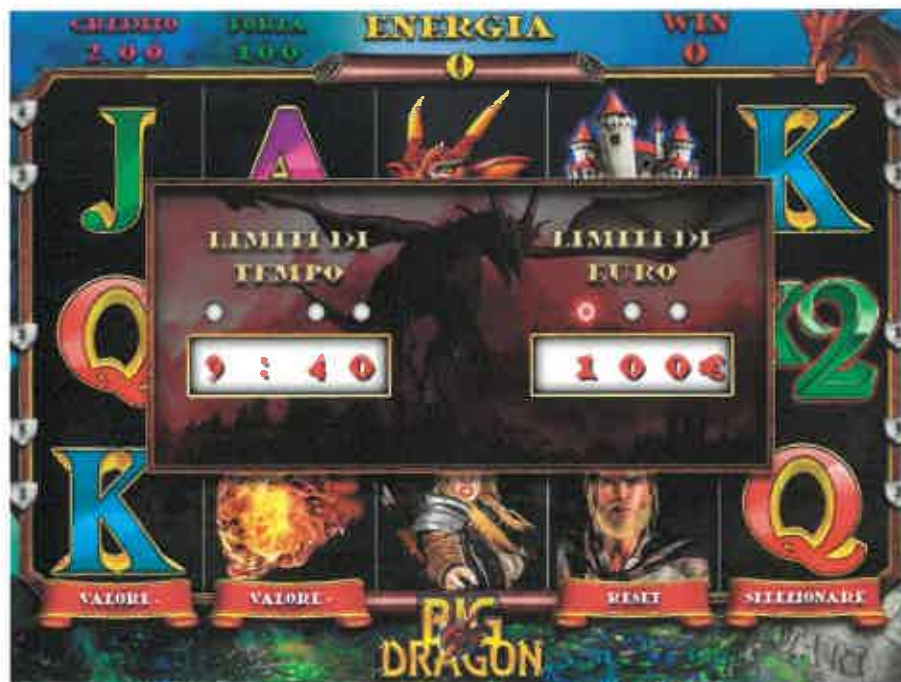 CREDITO
2.00
FORZA
400
ENERGIA
0
WIN
0
J
A
K
LIMITI DI
TEMPO
9 : 40
LIMITI DI
EURO
100€
Q
K
Q
VALORE -
VALORE -
RESET
SELEZIONARE
BIG
DRAGON